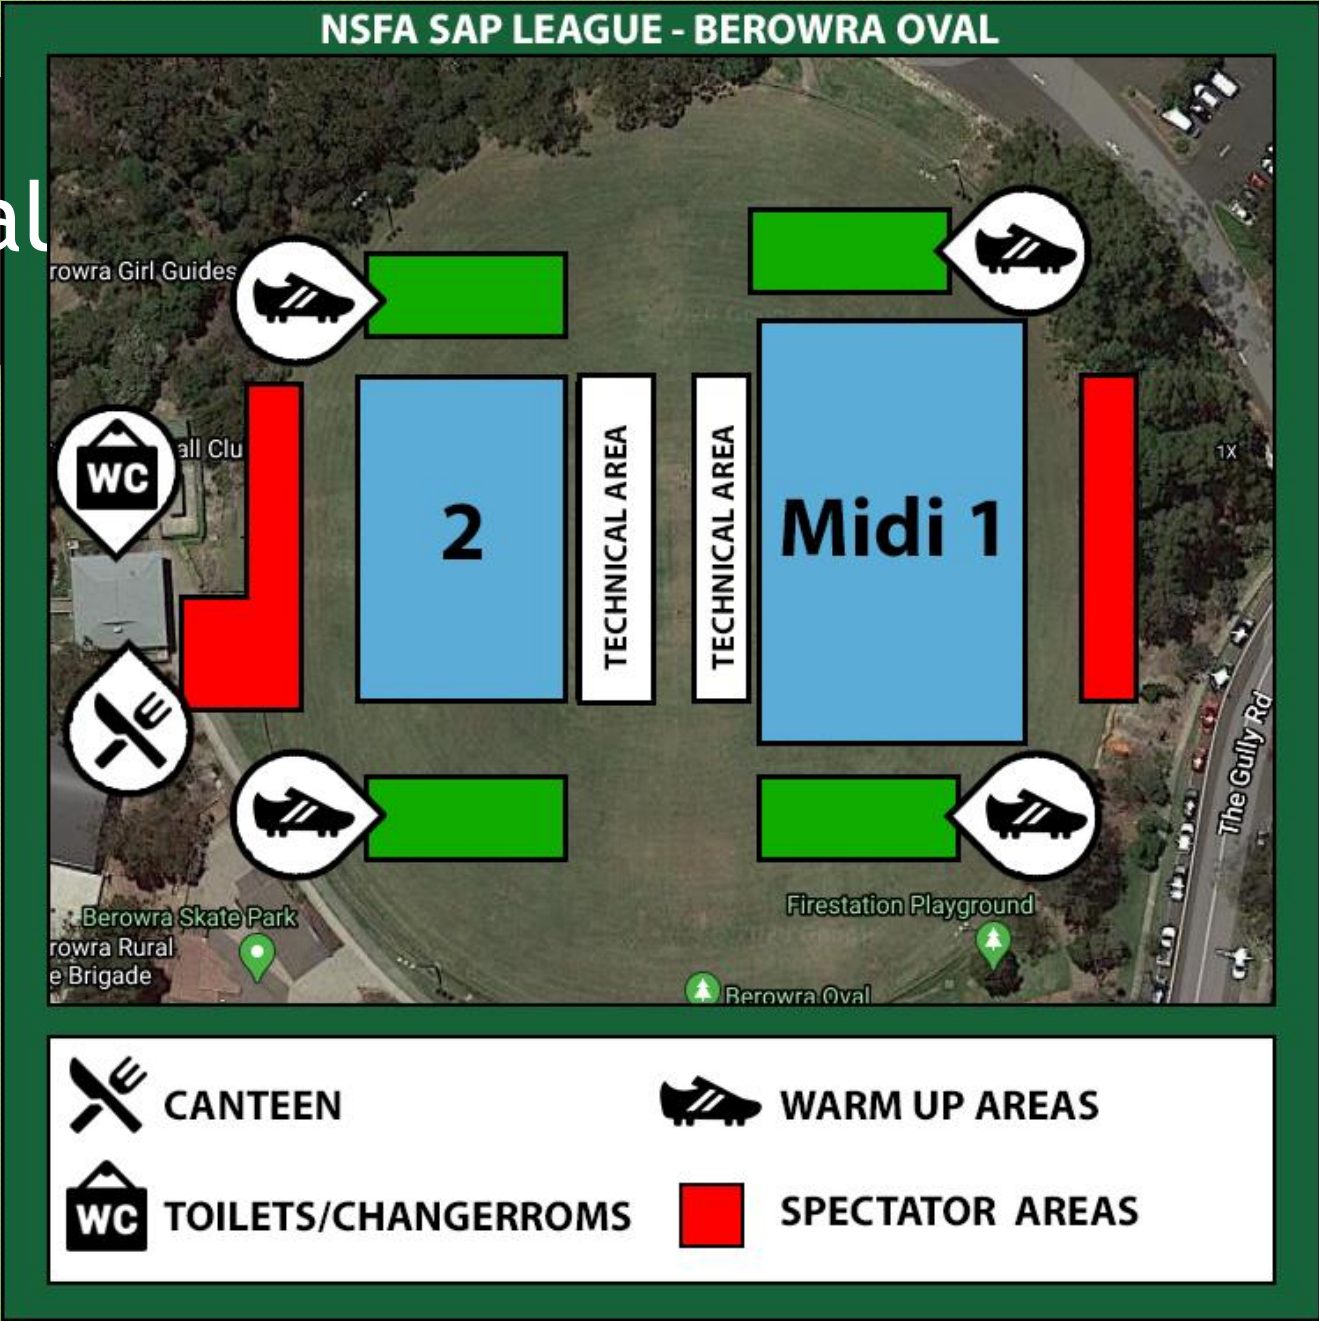 NSFA SAP LEAGUE - BEROWRA OVAL
al
rowra Girl Guides
all Clu
WC
2
TECHNICAL AREA
TECHNICAL AREA
Midi 1
1X
The Gully Rd
Berowra Skate Park
rowra Rural
e Brigade
Firestation Playground
Berowra Oval
CANTEEN
WARM UP AREAS
WC TOILETS/CHANGERROMS
SPECTATOR AREAS